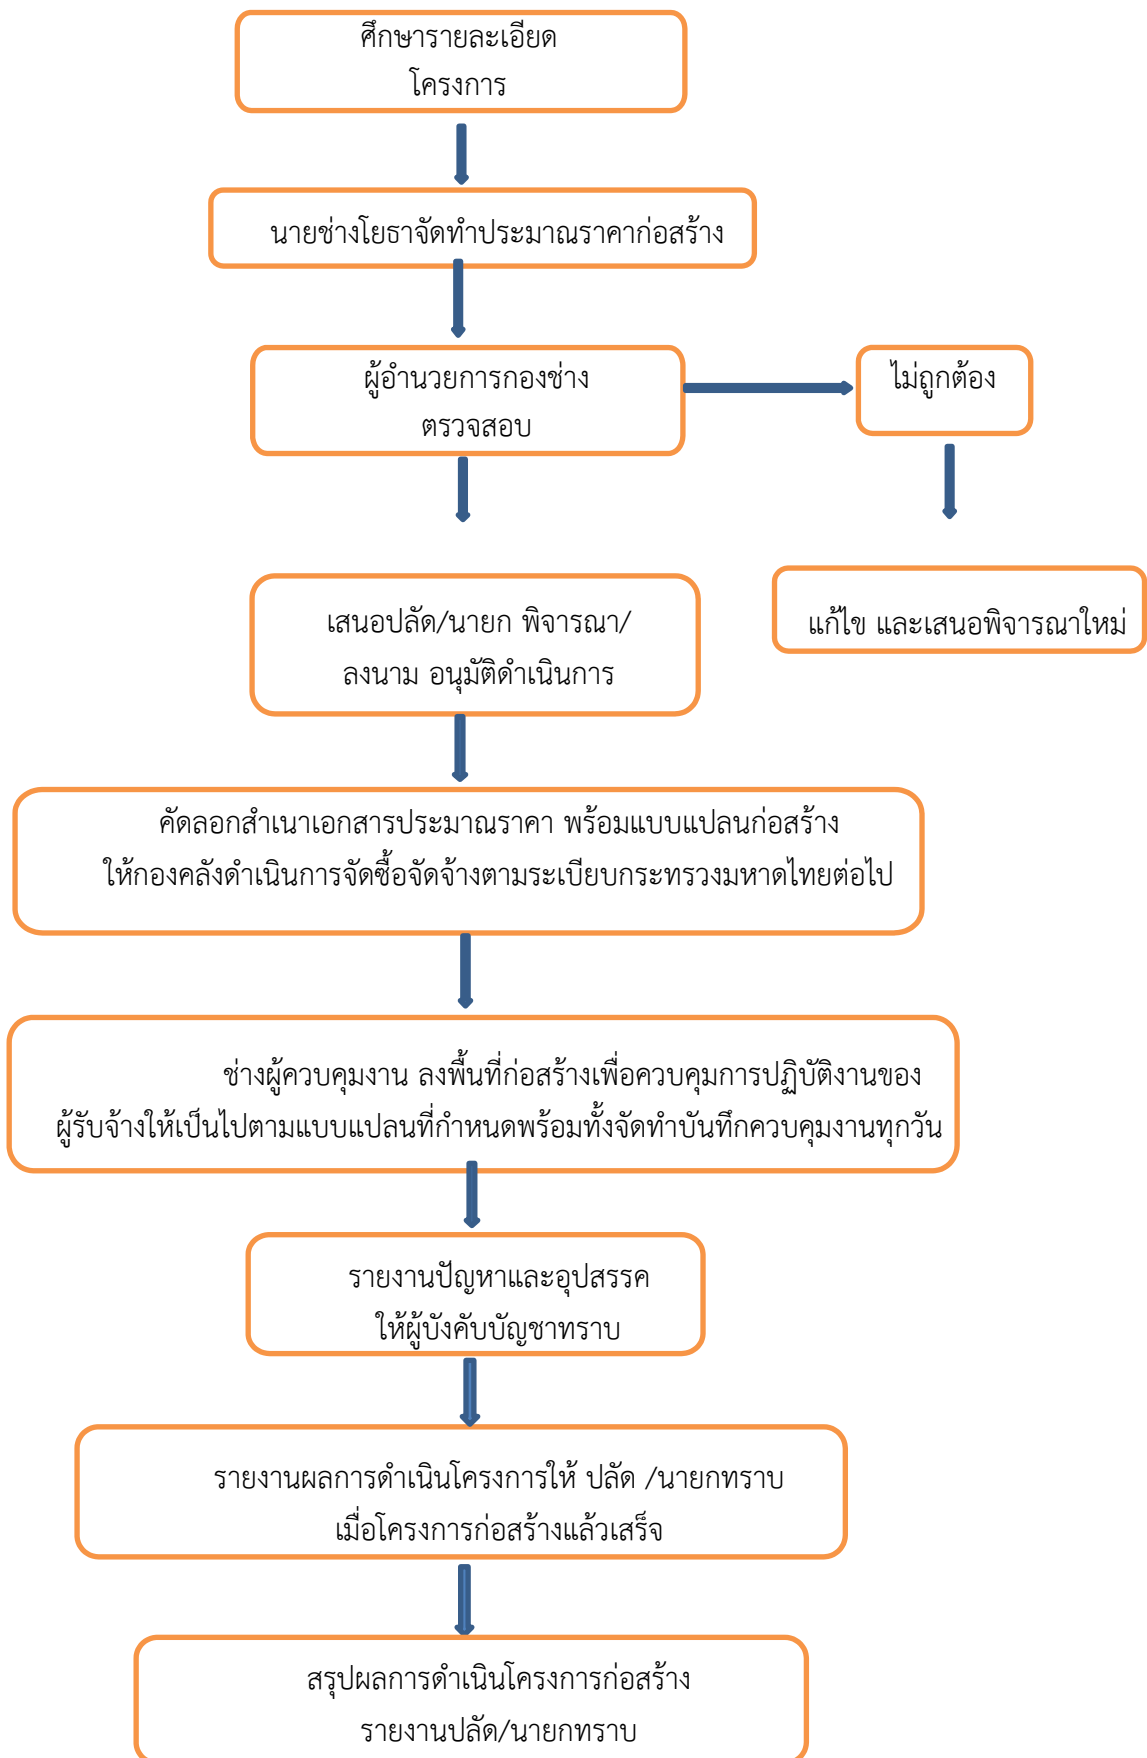 ศึกษารายละเอียด
โครงการ
นายช่างโยธาจัดทำประมาณราคาก่อสร้าง
ผู้อำนวยการกองช่าง
ตรวจสอบ
ไม่ถูกต้อง
เสนอปลัด/นายก พิจารณา/
ลงนาม อนุมัติดำเนินการ
แก้ไข และเสนอพิจารณาใหม่
คัดลอกสำเนาเอกสารประมาณราคา พร้อมแบบแปลนก่อสร้าง
ให้กองคลังดำเนินการจัดซื้อจัดจ้างตามระเบียบกระทรวงมหาดไทยต่อไป
ช่างผู้ควบคุมงาน ลงพื้นที่ก่อสร้างเพื่อควบคุมการปฏิบัติงานของ
ผู้รับจ้างให้เป็นไปตามแบบแปลนที่กำหนดพร้อมทั้งจัดทำบันทึกควบคุมงานทุกวัน
รายงานปัญหาและอุปสรรค
ให้ผู้บังคับบัญชาทราบ
รายงานผลการดำเนินโครงการให้ ปลัด /นายกทราบ
เมื่อโครงการก่อสร้างแล้วเสร็จ
สรุปผลการดำเนินโครงการก่อสร้าง
รายงานปลัด/นายกทราบ